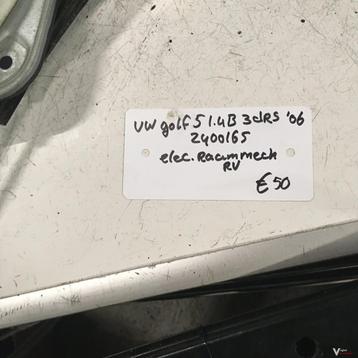 VW golf 5 1.4B 3dRS '06
2400165
elec. Raammech
RV
€50